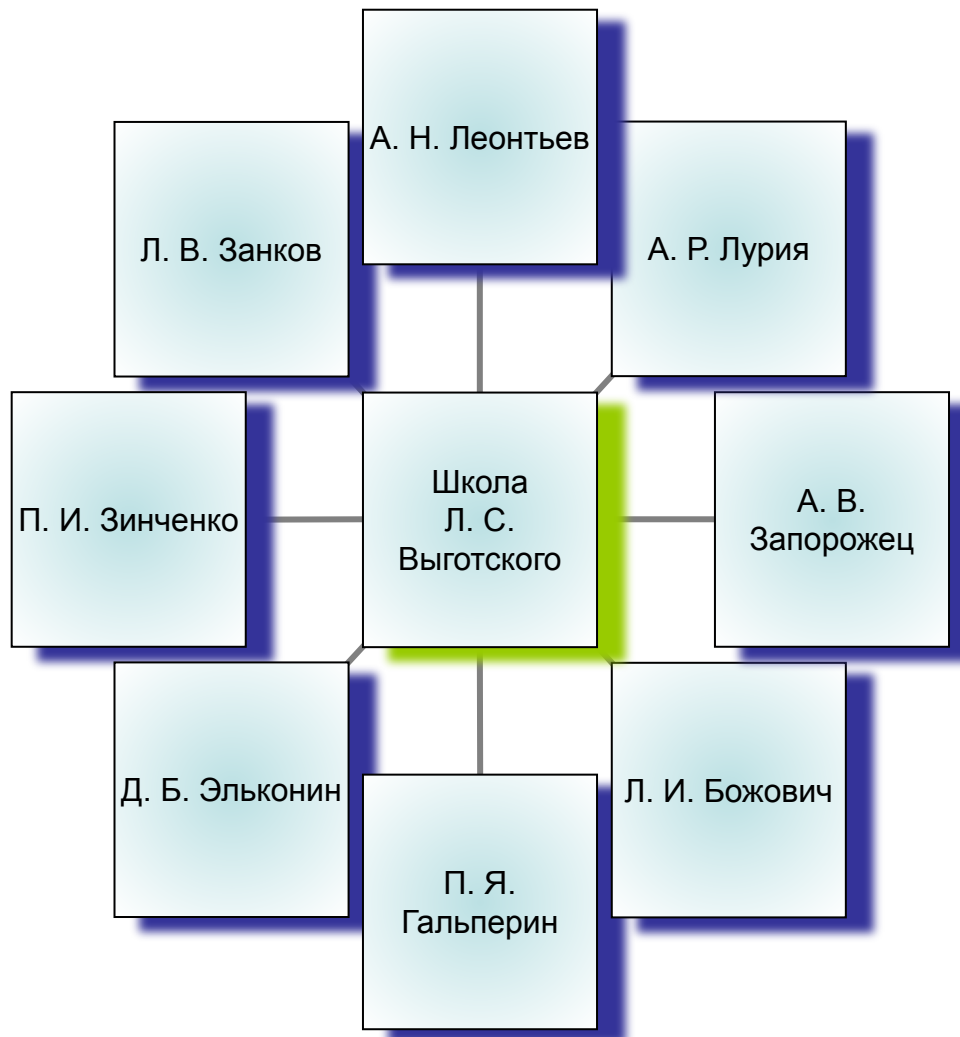 А. Н. Леонтьев
Л. В. Занков
А. Р. Лурия
П. И. Зинченко
Школа
Л. С.
Выготского
А. В.
Запорожец
Д. Б. Эльконин
Л. И. Божович
П. Я.
Гальперин